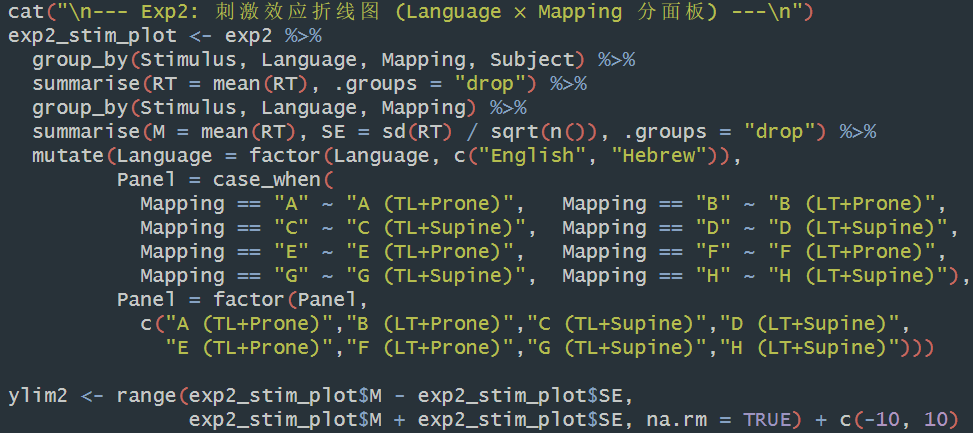 cat("\n--- Exp2: 刺激效应折线图 (Language × Mapping 分面板) ---\n")
exp2_stim_plot <- exp2 %>%
  group_by(Stimulus, Language, Mapping, Subject) %>%
  summarise(RT = mean(RT), .groups = "drop") %>%
  group_by(Stimulus, Language, Mapping) %>%
  summarise(M = mean(RT), SE = sd(RT) / sqrt(n()), .groups = "drop") %>%
  mutate(Language = factor(Language, c("English", "Hebrew")),
         Panel = case_when(
           Mapping == "A" ~ "A (TL+Prone)",   Mapping == "B" ~ "B (LT+Prone)",
           Mapping == "C" ~ "C (TL+Supine)",  Mapping == "D" ~ "D (LT+Supine)",
           Mapping == "E" ~ "E (TL+Prone)",   Mapping == "F" ~ "F (LT+Prone)",
           Mapping == "G" ~ "G (TL+Supine)",  Mapping == "H" ~ "H (LT+Supine)"),
         Panel = factor(Panel,
           c("A (TL+Prone)","B (LT+Prone)","C (TL+Supine)","D (LT+Supine)",
             "E (TL+Prone)","F (LT+Prone)","G (TL+Supine)","H (LT+Supine)")))

ylim2 <- range(exp2_stim_plot$M - exp2_stim_plot$SE,
               exp2_stim_plot$M + exp2_stim_plot$SE, na.rm = TRUE) + c(-10, 10)